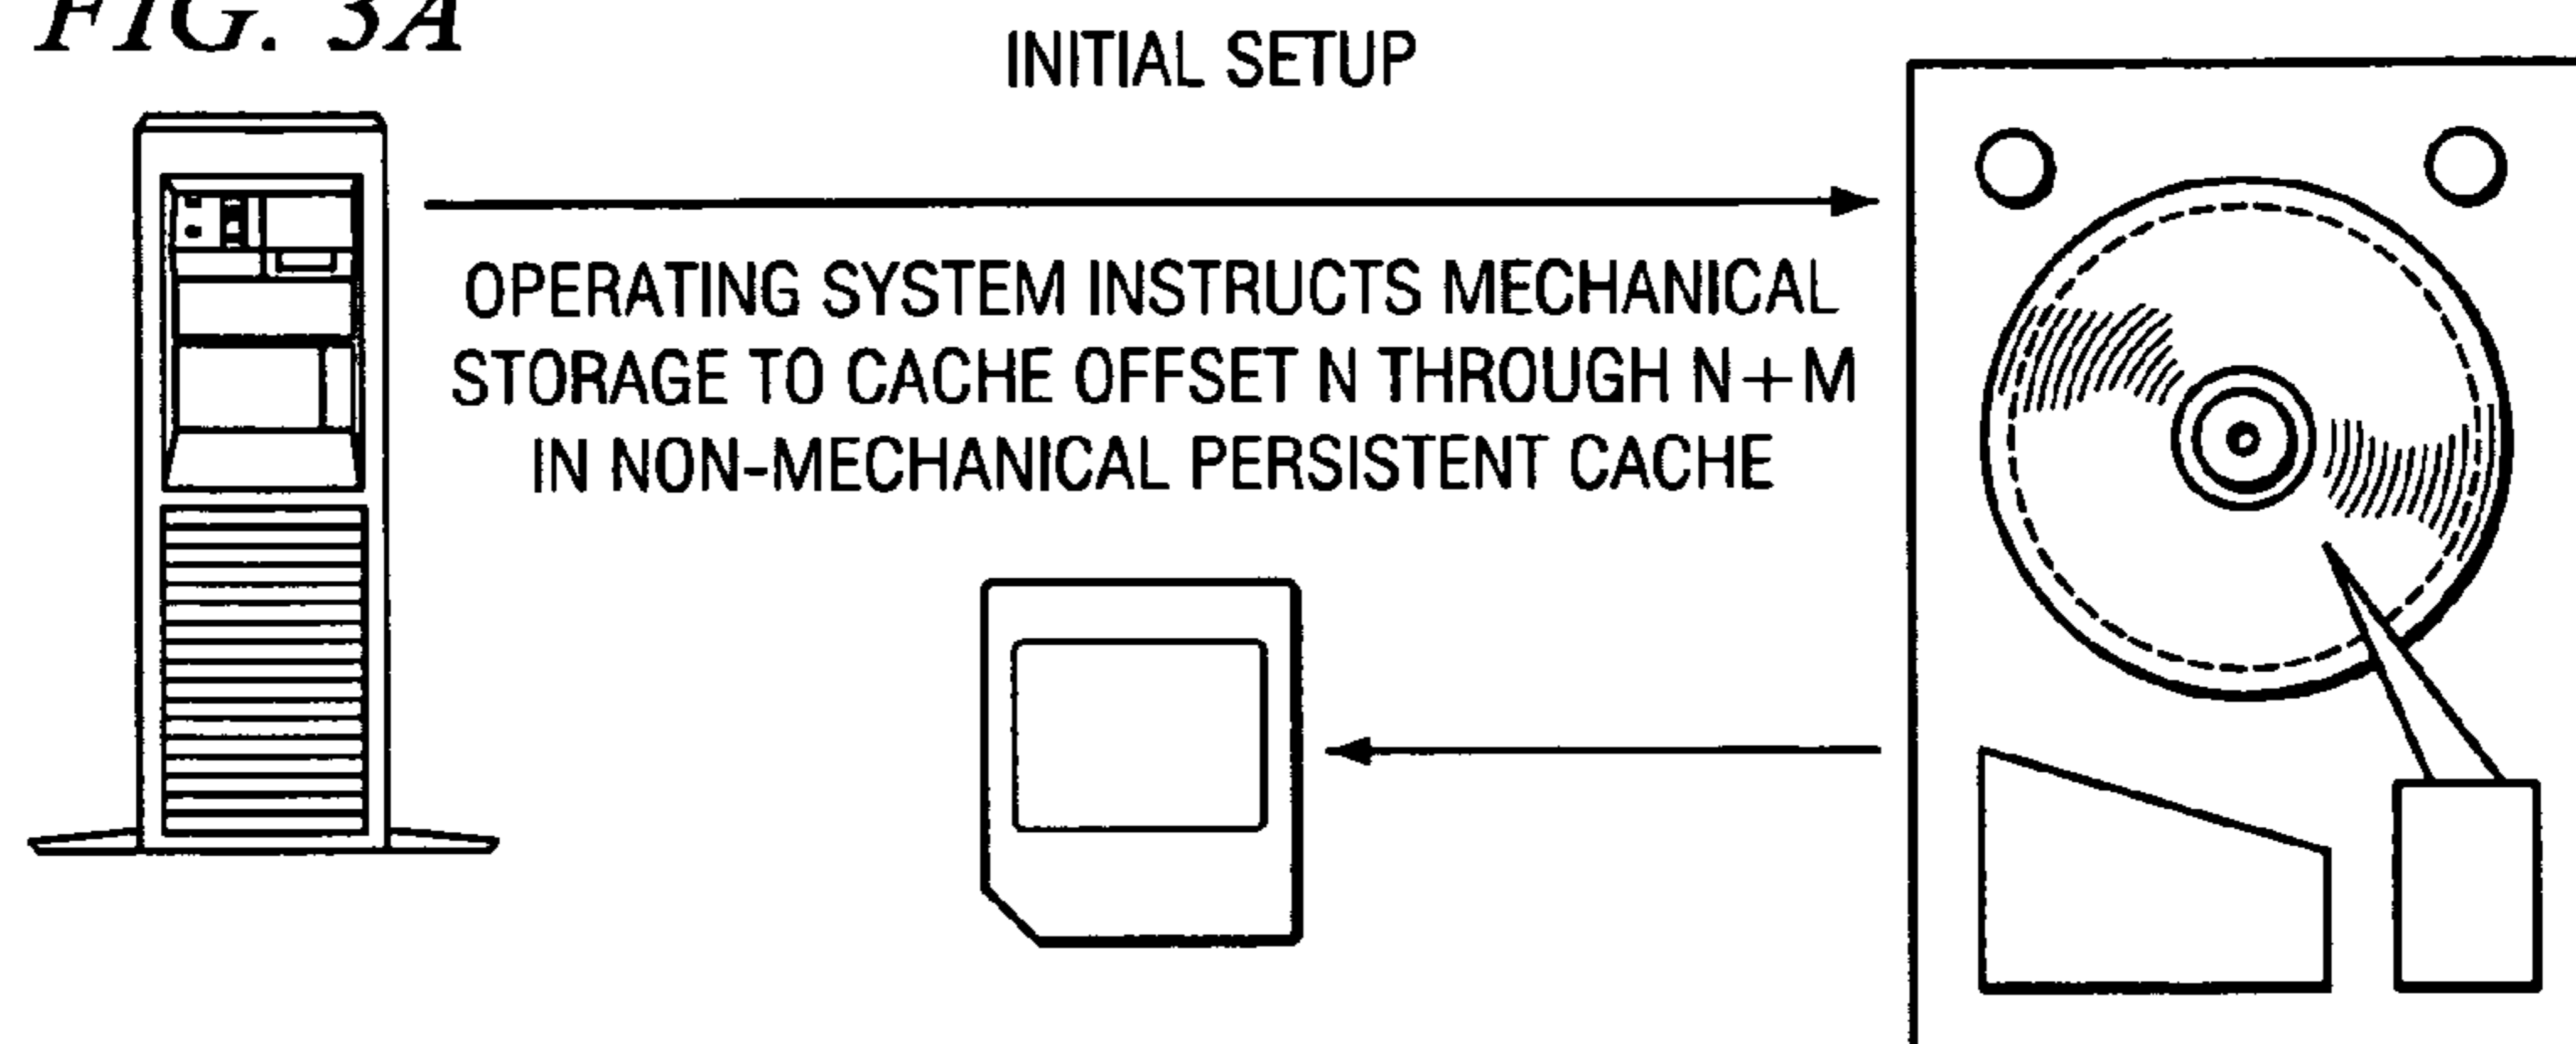 FIG. 3A
INITIAL SETUP
OPERATING SYSTEM INSTRUCTS MECHANICAL
STORAGE TO CACHE OFFSET N THROUGH N+M
IN NON-MECHANICAL PERSISTENT CACHE